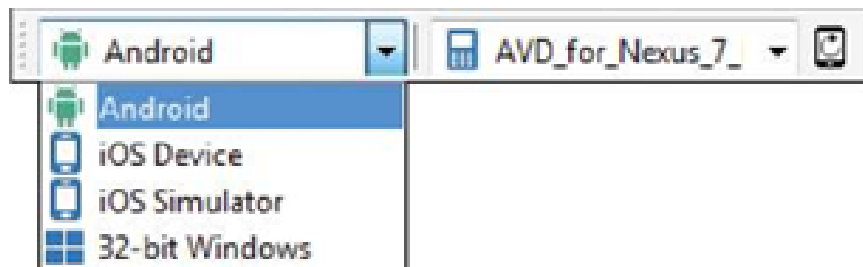 Android AVD_for_Nexus_7_
Android
iOS Device
iOS Simulator
32-bit Windows